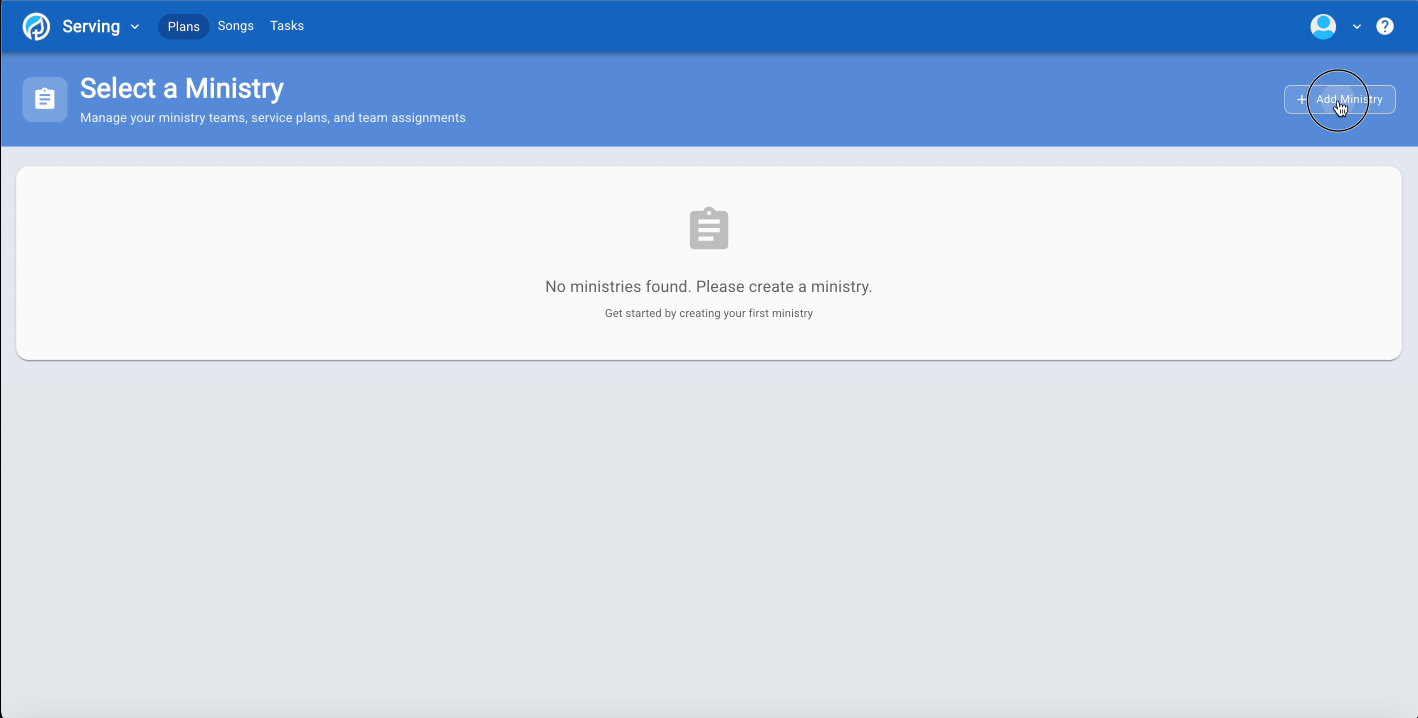 Serving
Plans
Songs
Tasks
?
Select a Ministry
Manage your ministry teams, service plans, and team assignments
+ Add Ministry
No ministries found. Please create a ministry.
Get started by creating your first ministry